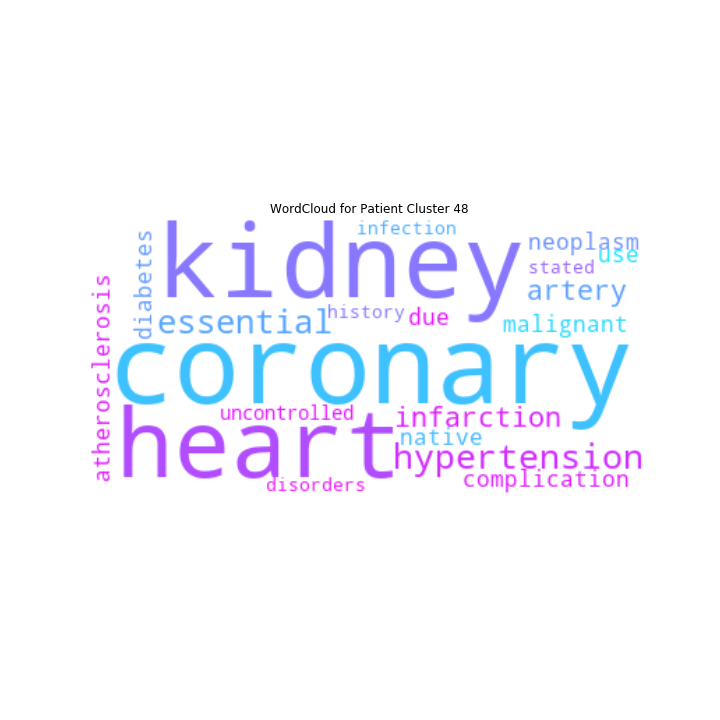 WordCloud for Patient Cluster 48
infection
kidney
neoplasm
use
stated
diabetes
artery
history
due
essential
malignant
atherosclerosis
coronary
uncontrolled
infarction
heart
native
hypertension
complication
disorders